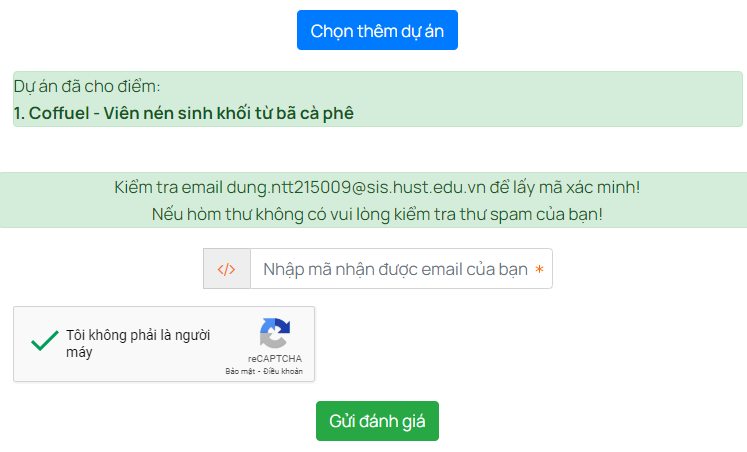 Chọn thêm dự án
Dự án đã cho điểm:
1. Coffuel - Viên nén sinh khối từ bã cà phê
Kiểm tra email dung.ntt215009@sis.hust.edu.vn để lấy mã xác minh!
Nếu hòm thư không có vui lòng kiểm tra thư spam của bạn!
</> Nhập mã nhận được email của bạn *
Tôi không phải là người
máy
reCAPTCHA
Bảo mật - Điều khoản
Gửi đánh giá